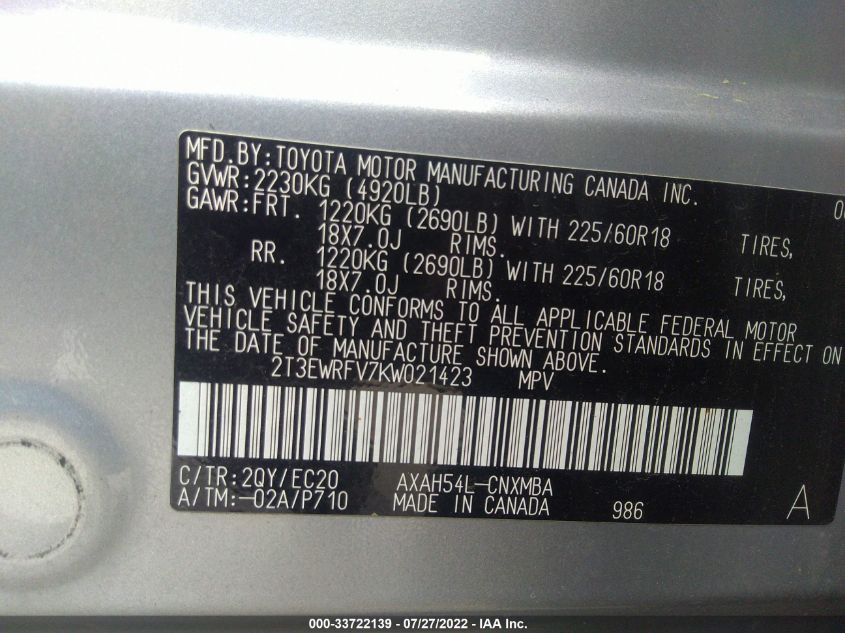 MFD.BY:TOYOTA MOTOR MANUFACTURING CANADA INC.
GVWR:2230KG (4920LB)
GAWR:FRT. 1220KG (2690LB) WITH 225/60R18 TIRES,
18X7.0J RIMS.
RR. 1220KG (2690LB) WITH 225/60R18 TIRES,
18X7.0J RIMS.
THIS VEHICLE CONFORMS TO ALL APPLICABLE FEDERAL MOTOR
VEHICLE SAFETY AND THEFT PREVENTION STANDARDS IN EFFECT ON
THE DATE OF MANUFACTURE SHOWN ABOVE.
2T3EWRFV7KW021423 MPV
C/TR:2QY/EC20 AXAH54L-CNXMBA
A/TM:-02A/P710 MADE IN CANADA 986 A
000-33722139 - 07/27/2022 - IAA Inc.